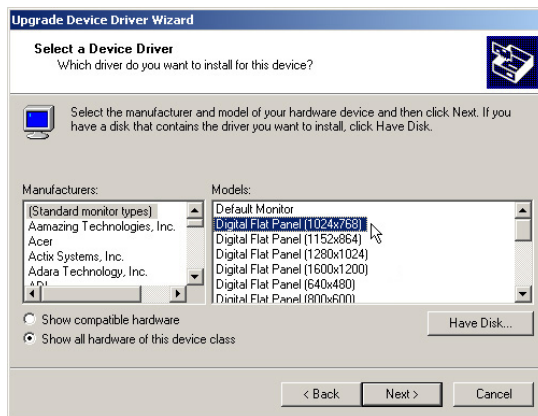 Upgrade Device Driver Wizard
Select a Device Driver
Which driver do you want to install for this device?
Select the manufacturer and model of your hardware device and then click Next. If you
have a disk that contains the driver you want to install, click Have Disk.
Manufacturers:
(Standard monitor types)
Aamazing Technologies, Inc.
Acer
Actix Systems, Inc.
Adara Technology, Inc.
ADI
Models:
Default Monitor
Digital Flat Panel (1024x768)
Digital Flat Panel (1152x864)
Digital Flat Panel (1280x1024)
Digital Flat Panel (1600x1200)
Digital Flat Panel (640x480)
Digital Flat Panel (800x600)
Show compatible hardware
Show all hardware of this device class
Have Disk...
< Back
Next >
Cancel